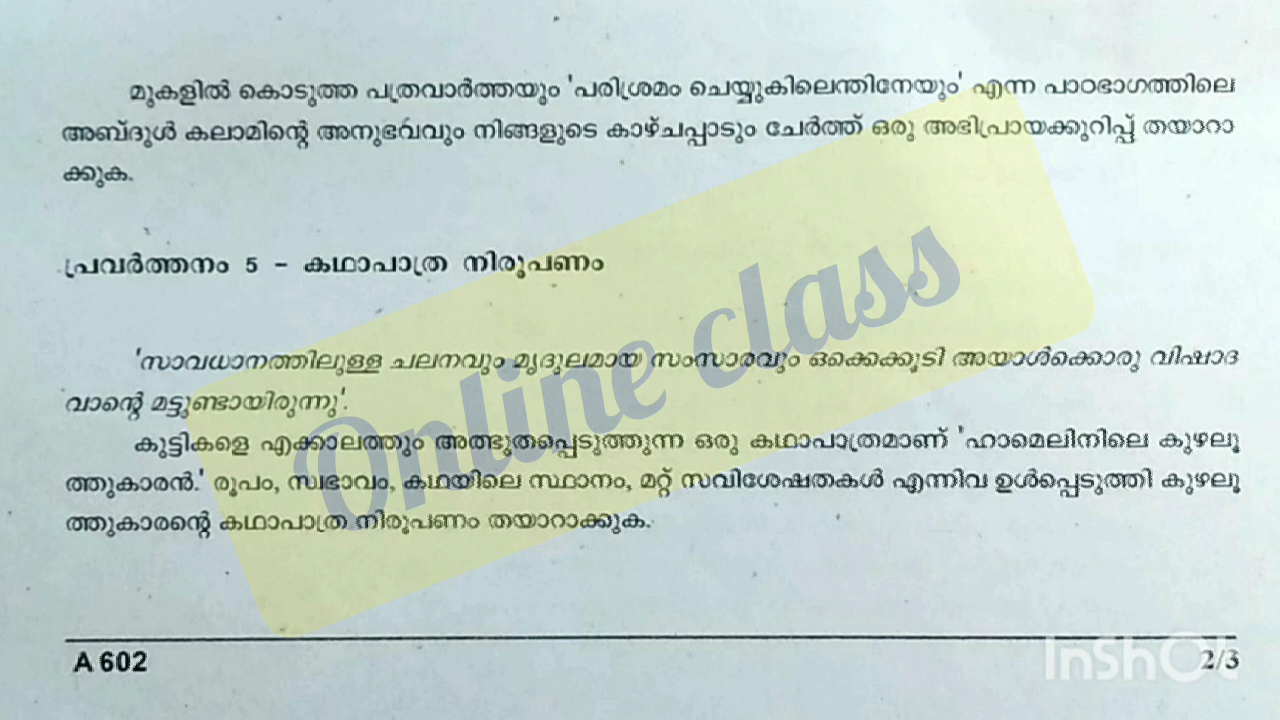 മുകളിൽ കൊടുത്ത പത്രവാർത്തയും 'പരിശ്രമം ചെയ്യുകിലെന്തിനേയും' എന്ന പാഠഭാഗത്തിലെ
അബ്ദുൾ കലാമിന്റെ അനുഭവവും നിങ്ങളുടെ കാഴ്ചപ്പാടും ചേർത്ത് ഒരു അഭിപ്രായക്കുറിപ്പ് തയാറാ
ക്കുക.
പ്രവർത്തനം 5 – കഥാപാത്ര നിരൂപണം
'സാവധാനത്തിലുള്ള ചലനവും മൃദുലമായ സംസാരവും ഒക്കെക്കൂടി അയാൾക്കൊരു വിഷാദ
വാന്റെ മട്ടുണ്ടായിരുന്നു'.
കുട്ടികളെ എക്കാലത്തും അത്ഭുതപ്പെടുത്തുന്ന ഒരു കഥാപാത്രമാണ് 'ഹാമെലിനിലെ കുഴലൂ
ത്തുകാരൻ.' രൂപം, സ്വഭാവം, കഥയിലെ സ്ഥാനം, മറ്റ് സവിശേഷതകൾ എന്നിവ ഉൾപ്പെടുത്തി കുഴലൂ
ത്തുകാരന്റെ കഥാപാത്ര നിരൂപണം തയാറാക്കുക.
Online class
A 602
2/3
InShOt